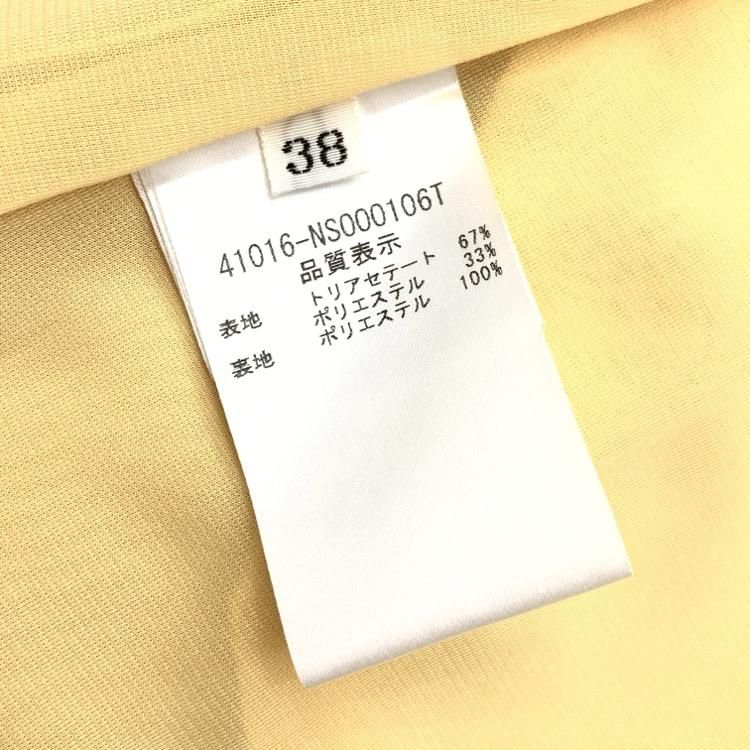 38
41016-NS000106T
品質表示
表地 トリアセテート 67%
ポリエステル 33%
裏地 ポリエステル 100%